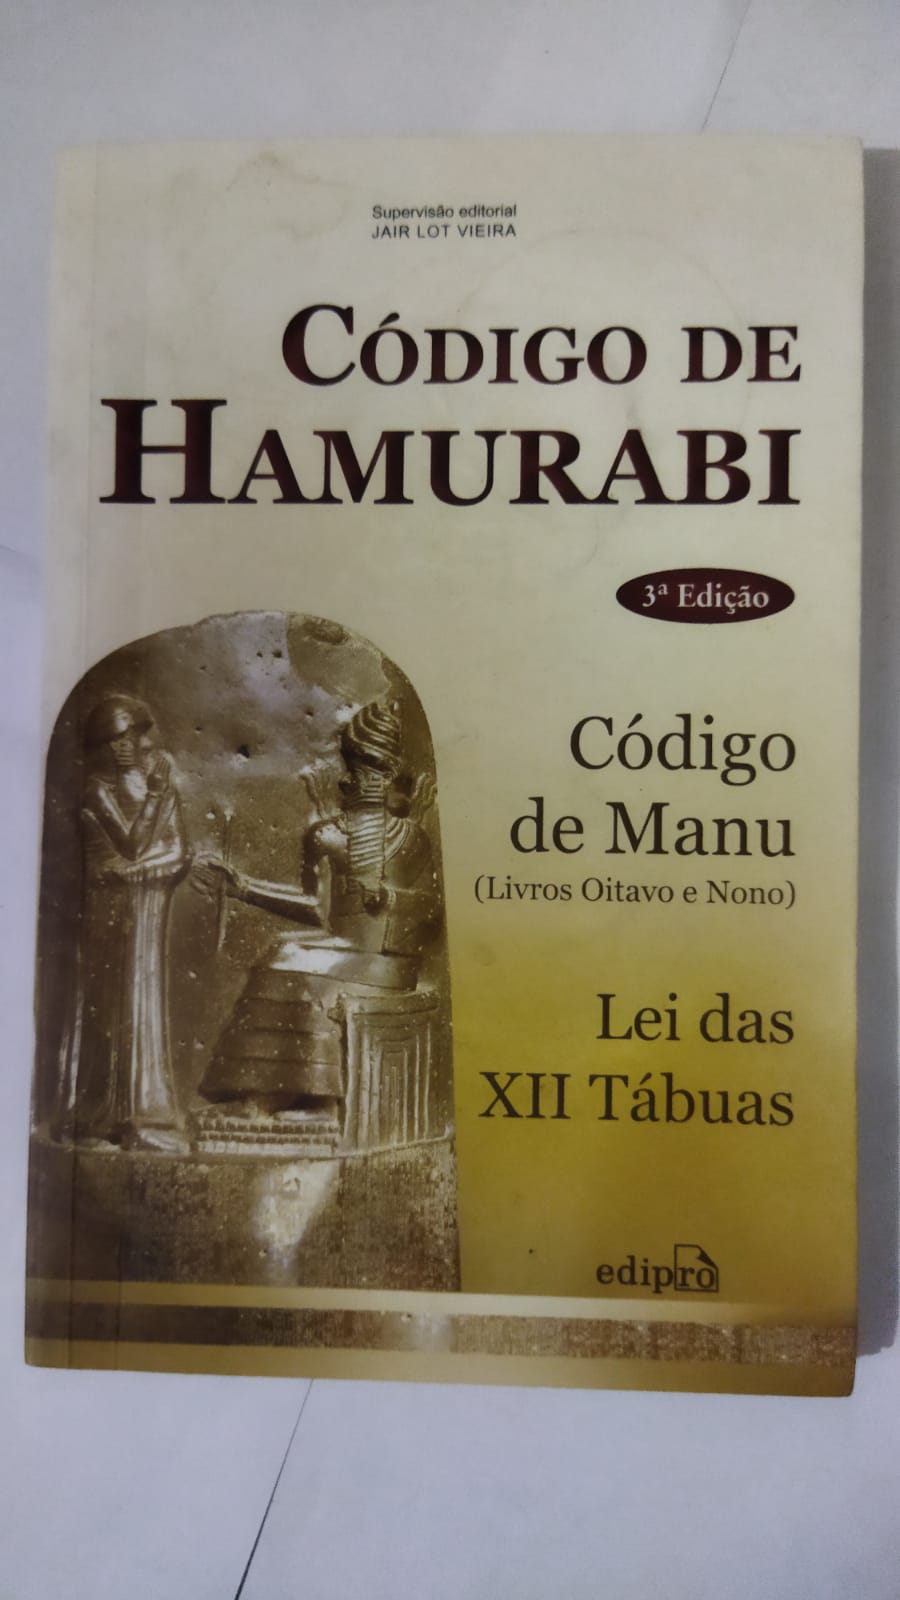 Supervisão editorial
JAIR LOT VIEIRA
CÓDIGO DE
HAMURABI
3ª Edição
Código
de Manu
(Livros Oitavo e Nono)
Lei das
XII Tábuas
edipro